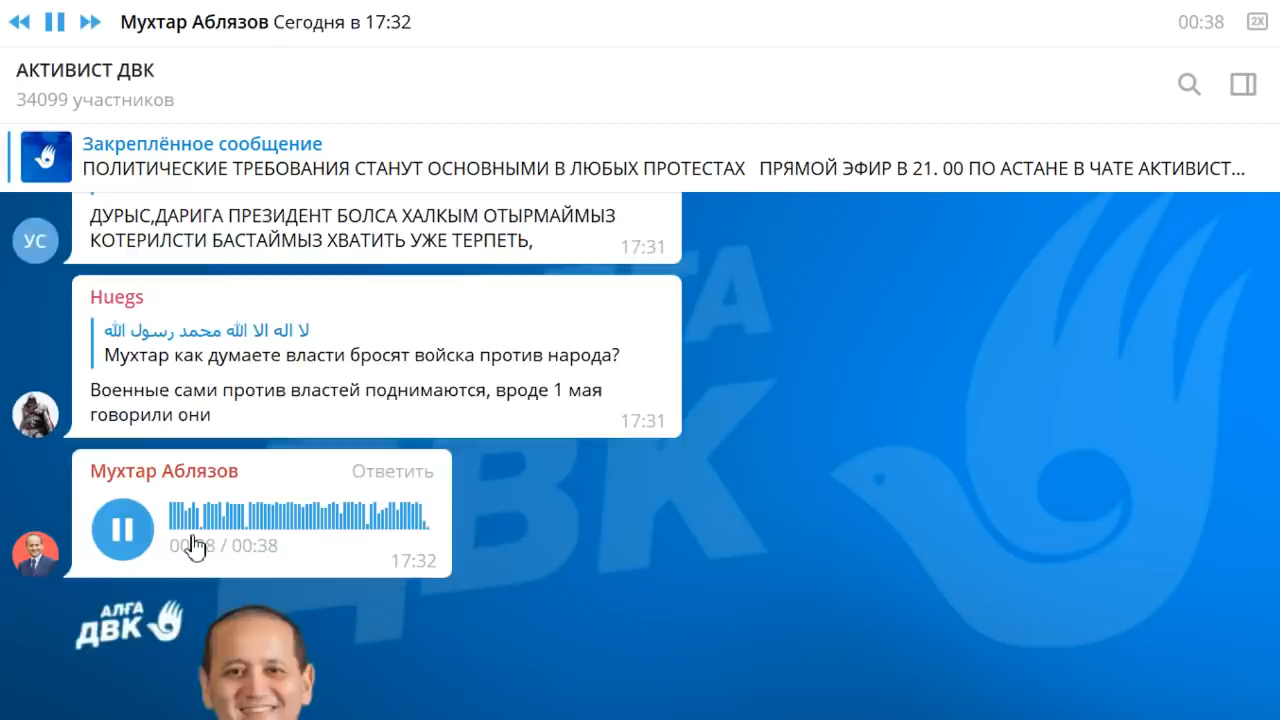 Мухтар Аблязов Сегодня в 17:32
00:38
2X
АКТИВИСТ ДВК
34099 участников
Закреплённое сообщение
ПОЛИТИЧЕСКИЕ ТРЕБОВАНИЯ СТАНУТ ОСНОВНЫМИ В ЛЮБЫХ ПРОТЕСТАХ ПРЯМОЙ ЭФИР В 21. 00 ПО АСТАНЕ В ЧАТЕ АКТИВИСТ...
УС
ДУРЫС,ДАРИГА ПРЕЗИДЕНТ БОЛСА ХАЛКЫМ ОТЫРМАЙМЫЗ
КОТЕРИЛСТИ БАСТАЙМЫЗ ХВАТИТЬ УЖЕ ТЕРПЕТЬ,
17:31
Huegs
لا اله الا الله محمد رسول الله
Мухтар как думаете власти бросят войска против народа?
Военные сами против властей поднимаются, вроде 1 мая
говорили они
17:31
Мухтар Аблязов
Ответить
/ 00:38
17:32
АЛҒА
ДВК
ДВК